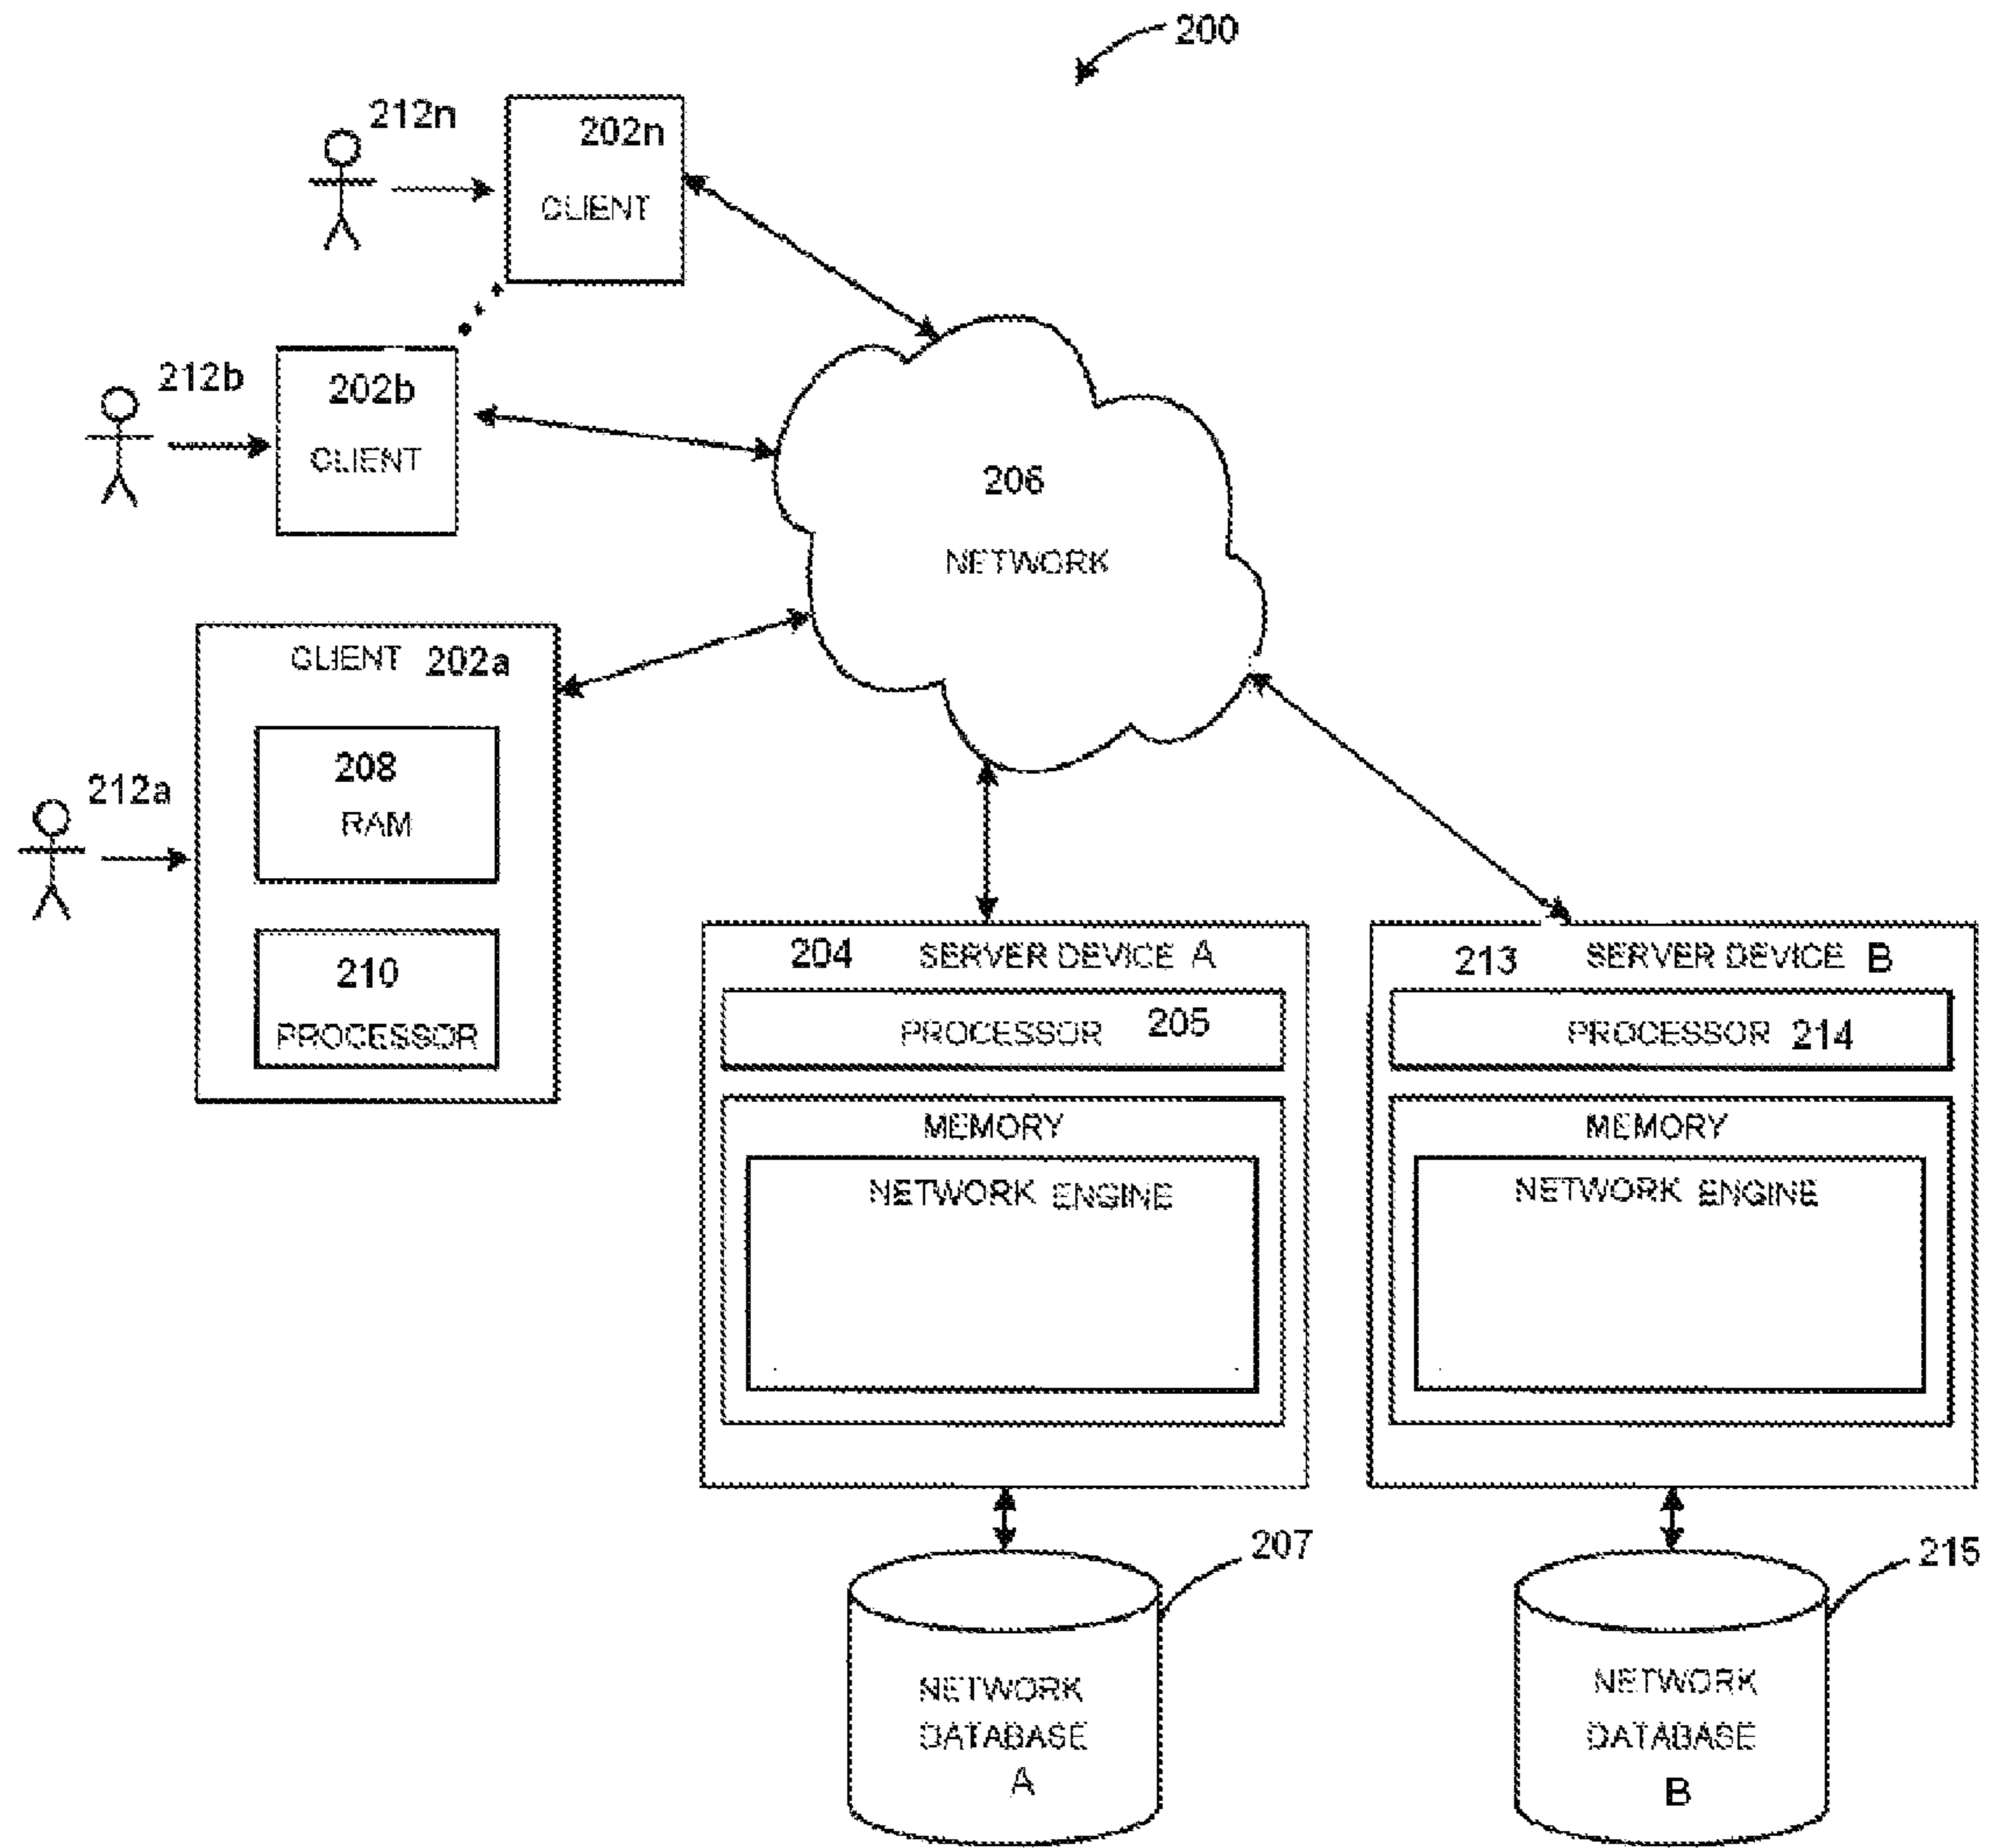 200
212n
202n
CLIENT
212b
202b
CLIENT
206
NETWORK
CLIENT 202a
208
RAM
212a
210
PROCESSOR
204 SERVER DEVICE A
PROCESSOR 205
MEMORY
NETWORK ENGINE
213 SERVER DEVICE B
PROCESSOR 214
MEMORY
NETWORK ENGINE
207
NETWORK
DATABASE
A
215
NETWORK
DATABASE
B